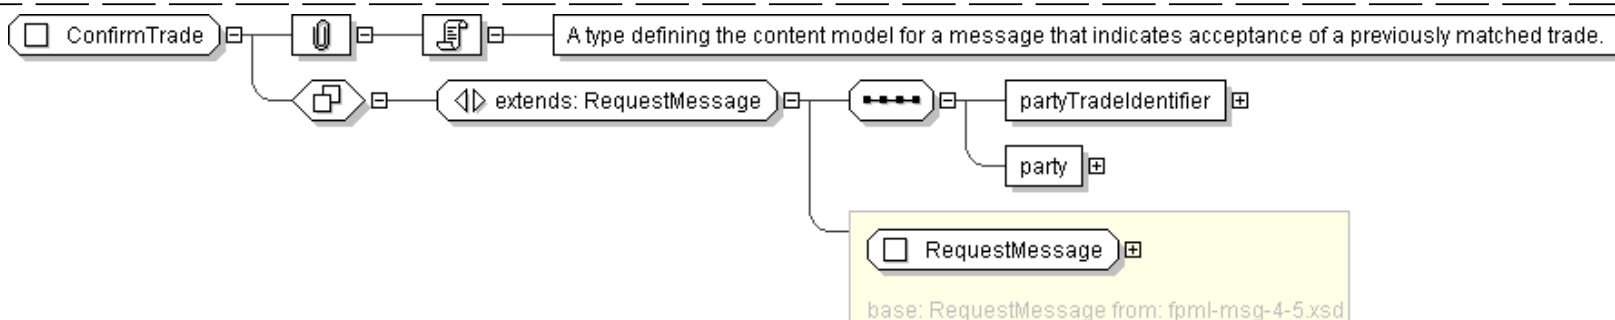 ConfirmTrade
A type defining the content model for a message that indicates acceptance of a previously matched trade.
extends: RequestMessage
partyTradeIdentifier
party
RequestMessage
base: RequestMessage from: fpml-msg-4-5.xsd